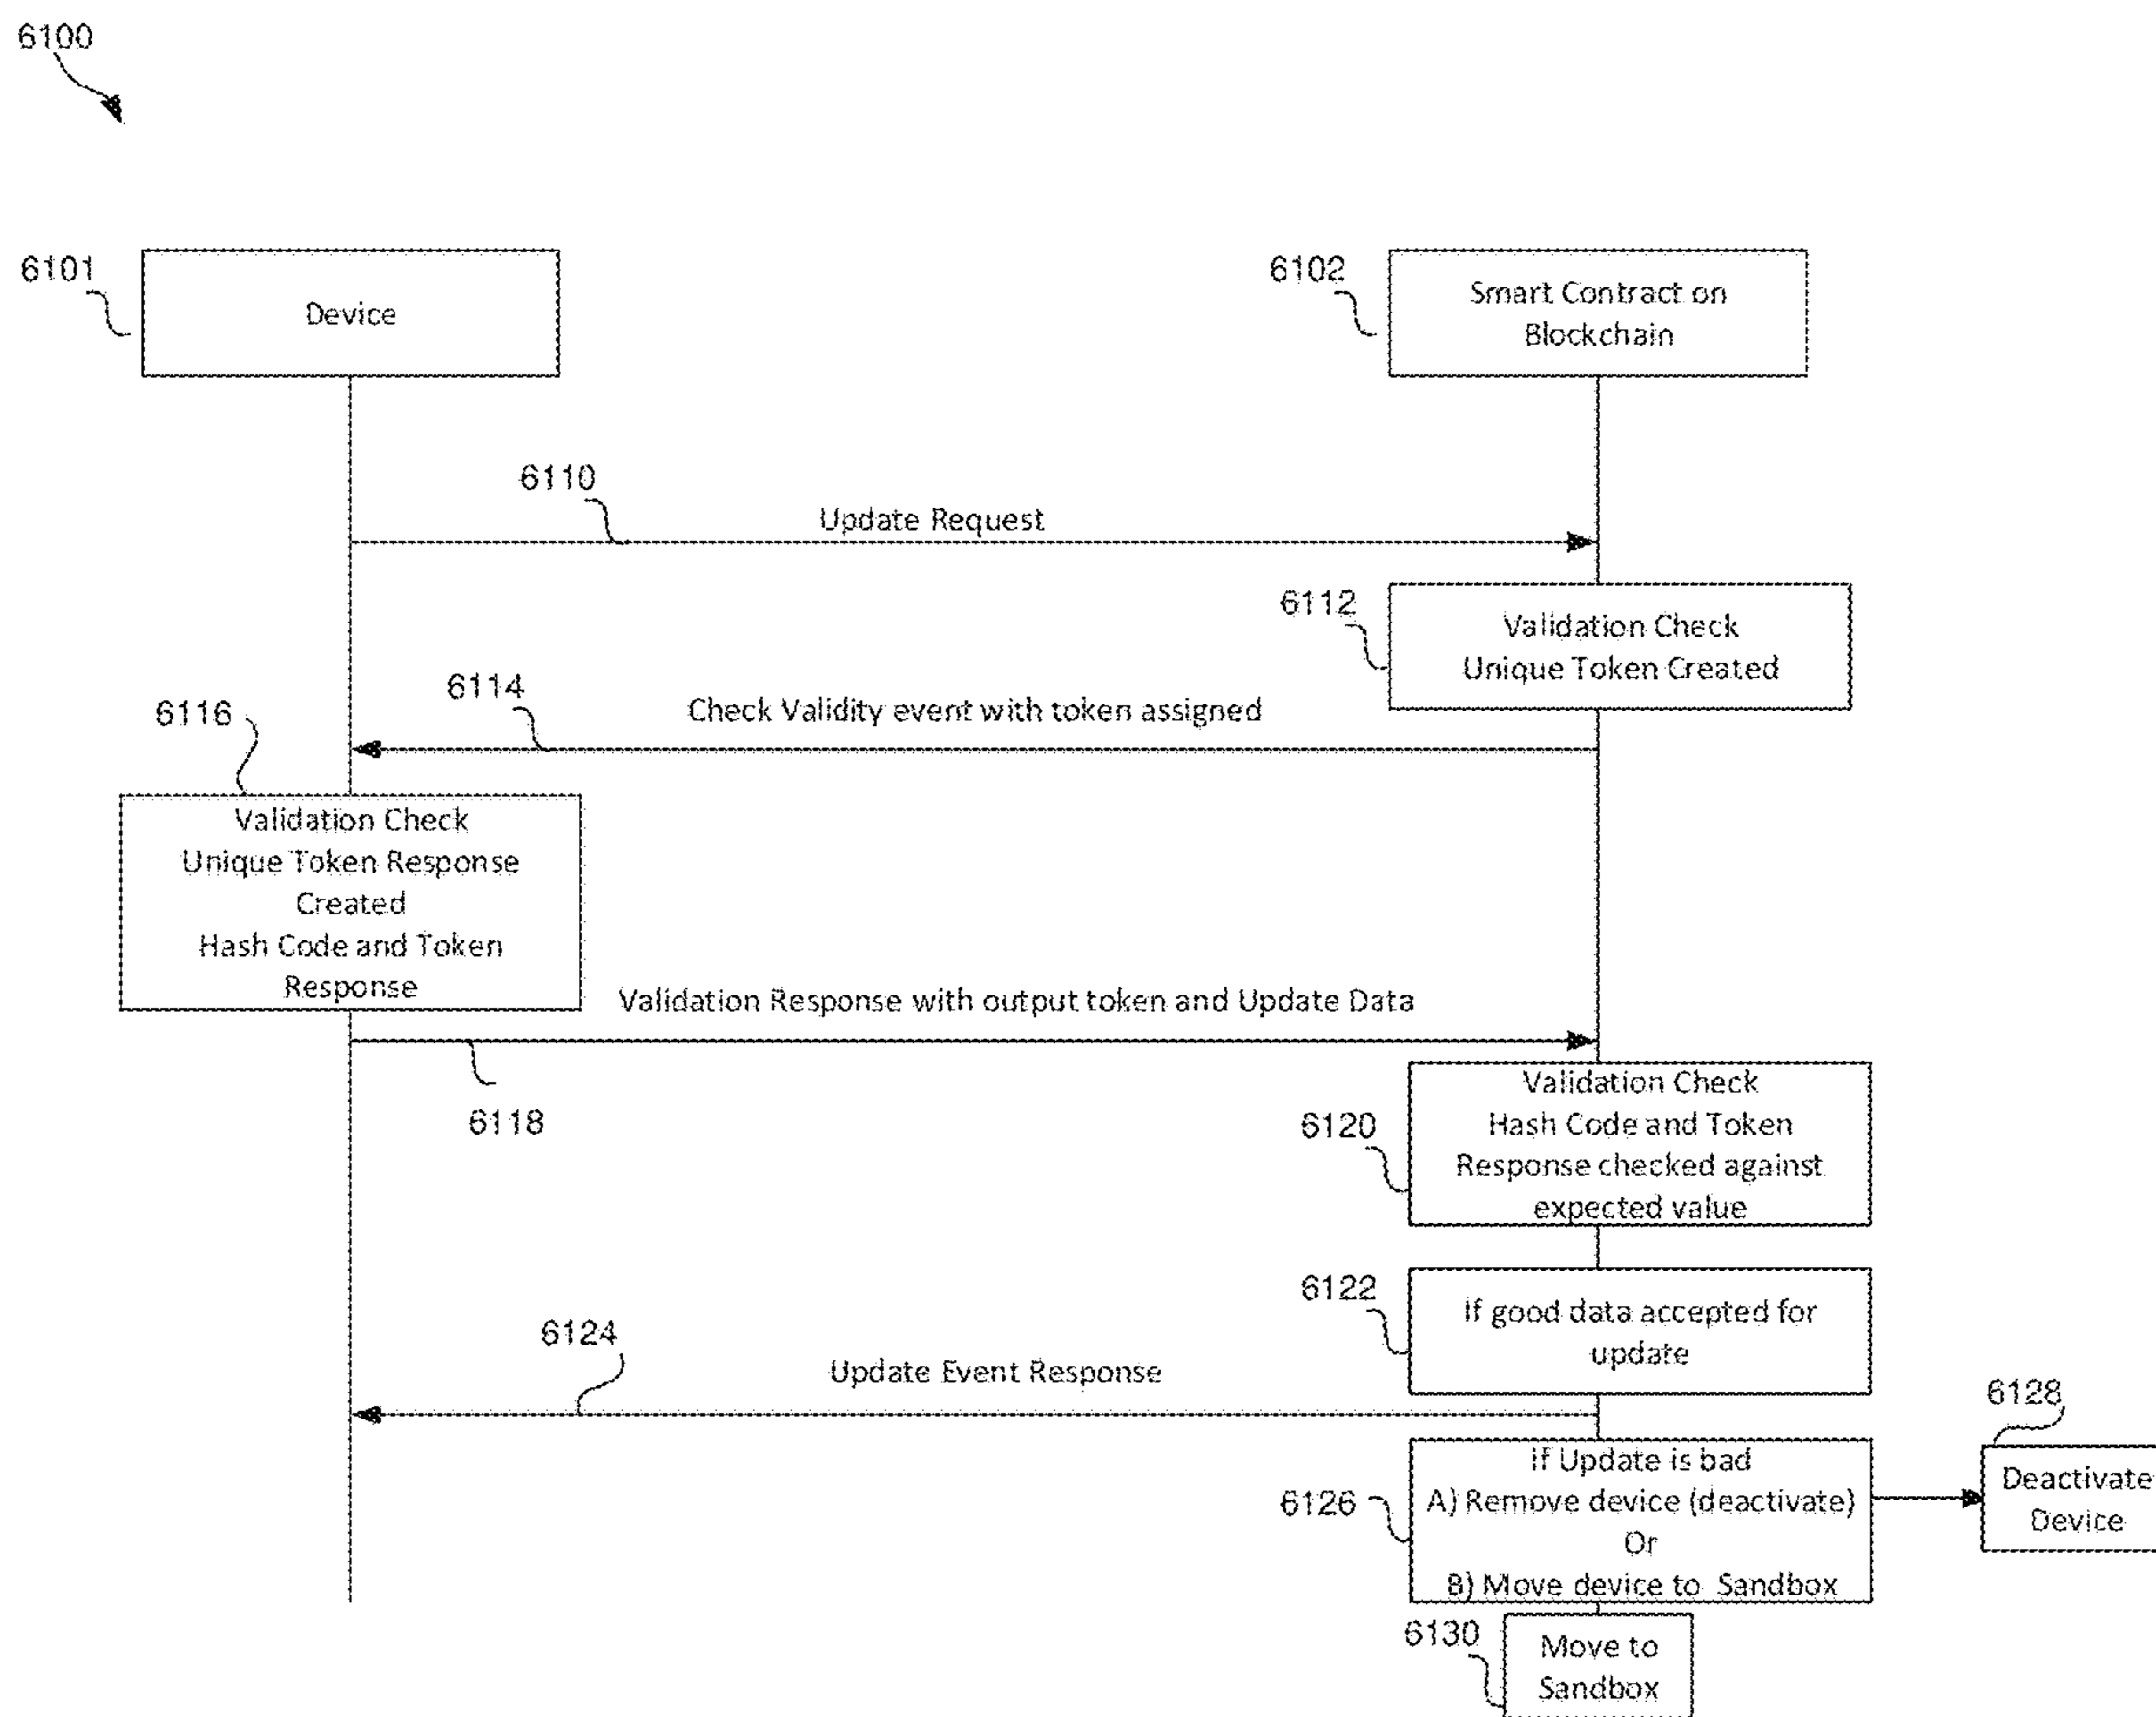 6100
6101
Device
6102
Smart Contract on
Blockchain
6110
Update Request
6112
Validation Check
Unique Token Created
6114
Check Validity event with token assigned
6116
Validation Check
Unique Token Response
Created
Hash Code and Token
Response
Validation Response with output token and Update Data
6118
6120
Validation Check
Hash Code and Token
Response checked against
expected value
6122
If good data accepted for
update
6124
Update Event Response
6126
If Update is bad
A) Remove device (deactivate)
Or
B) Move device to Sandbox
6128
Deactivate
Device
6130
Move to
Sandbox